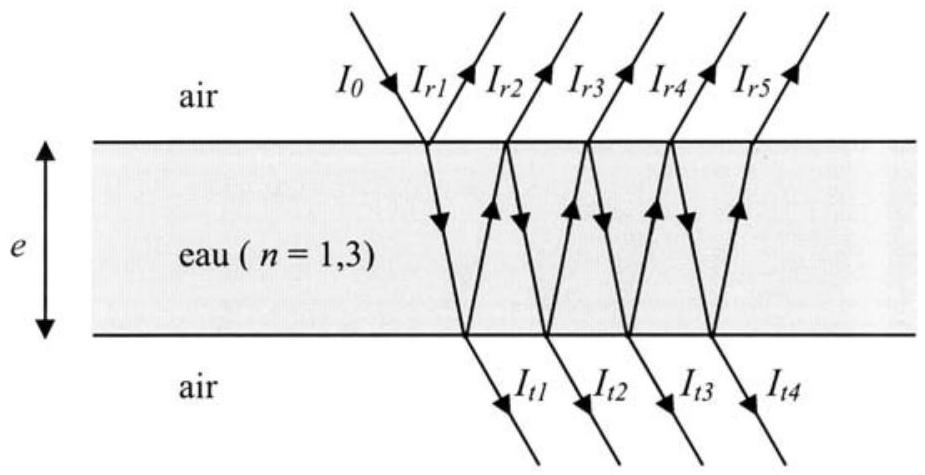 I₀ Ir1 Ir2 Ir3 Ir4 Ir5
air
e
eau ( n = 1,3)
air
It1 It2 It3 It4